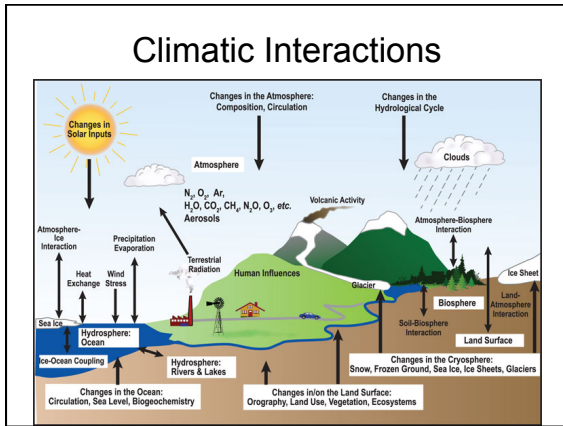 Climatic Interactions
Changes in the Atmosphere:
Composition, Circulation
Changes in the
Hydrological Cycle
Changes in
Solar Inputs
Clouds
Atmosphere
N₂, O₂, Ar,
H₂O, CO₂, CH₄, N₂O, O₃, etc.
Aerosols
Volcanic Activity
Atmosphere-Biosphere
Interaction
Atmosphere-
Ice
Interaction
Precipitation
Evaporation
Terrestrial
Radiation
Heat
Exchange
Wind
Stress
Human Influences
Glacier
Ice Sheet
Biosphere
Land-
Atmosphere
Interaction
Sea Ice
Hydrosphere:
Ocean
Soil-Biosphere
Interaction
Land Surface
Ice-Ocean Coupling
Hydrosphere:
Rivers & Lakes
Changes in the Cryosphere:
Snow, Frozen Ground, Sea Ice, Ice Sheets, Glaciers
Changes in the Ocean:
Circulation, Sea Level, Biogeochemistry
Changes in/on the Land Surface:
Orography, Land Use, Vegetation, Ecosystems